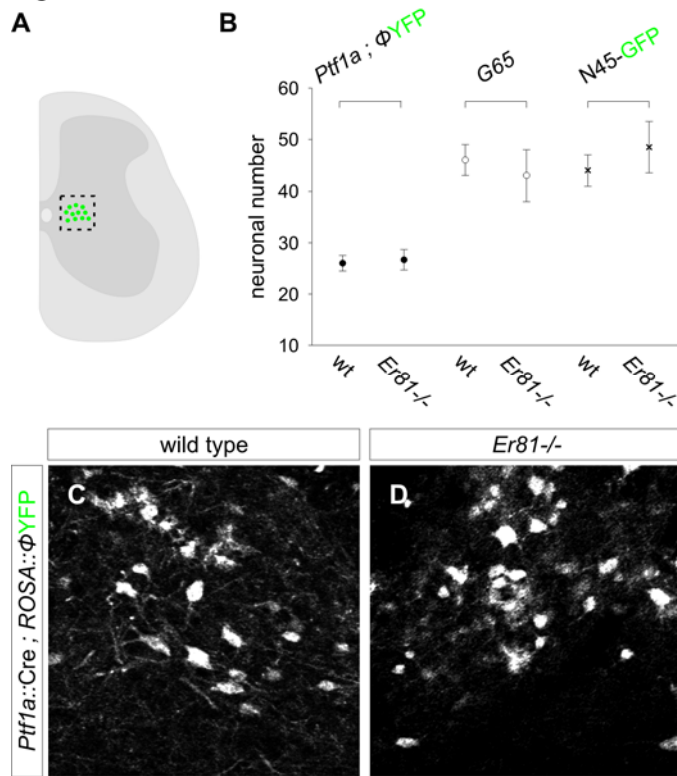 A
B
Ptf1a ; ΦYFP
G65
N45-GFP
neuronal number
60
50
40
30
20
10
wt
Er81-/-
wt
Er81-/-
wt
Er81-/-
wild type
Er81-/-
Ptf1a::Cre ; ROSA::ΦYFP
C
D